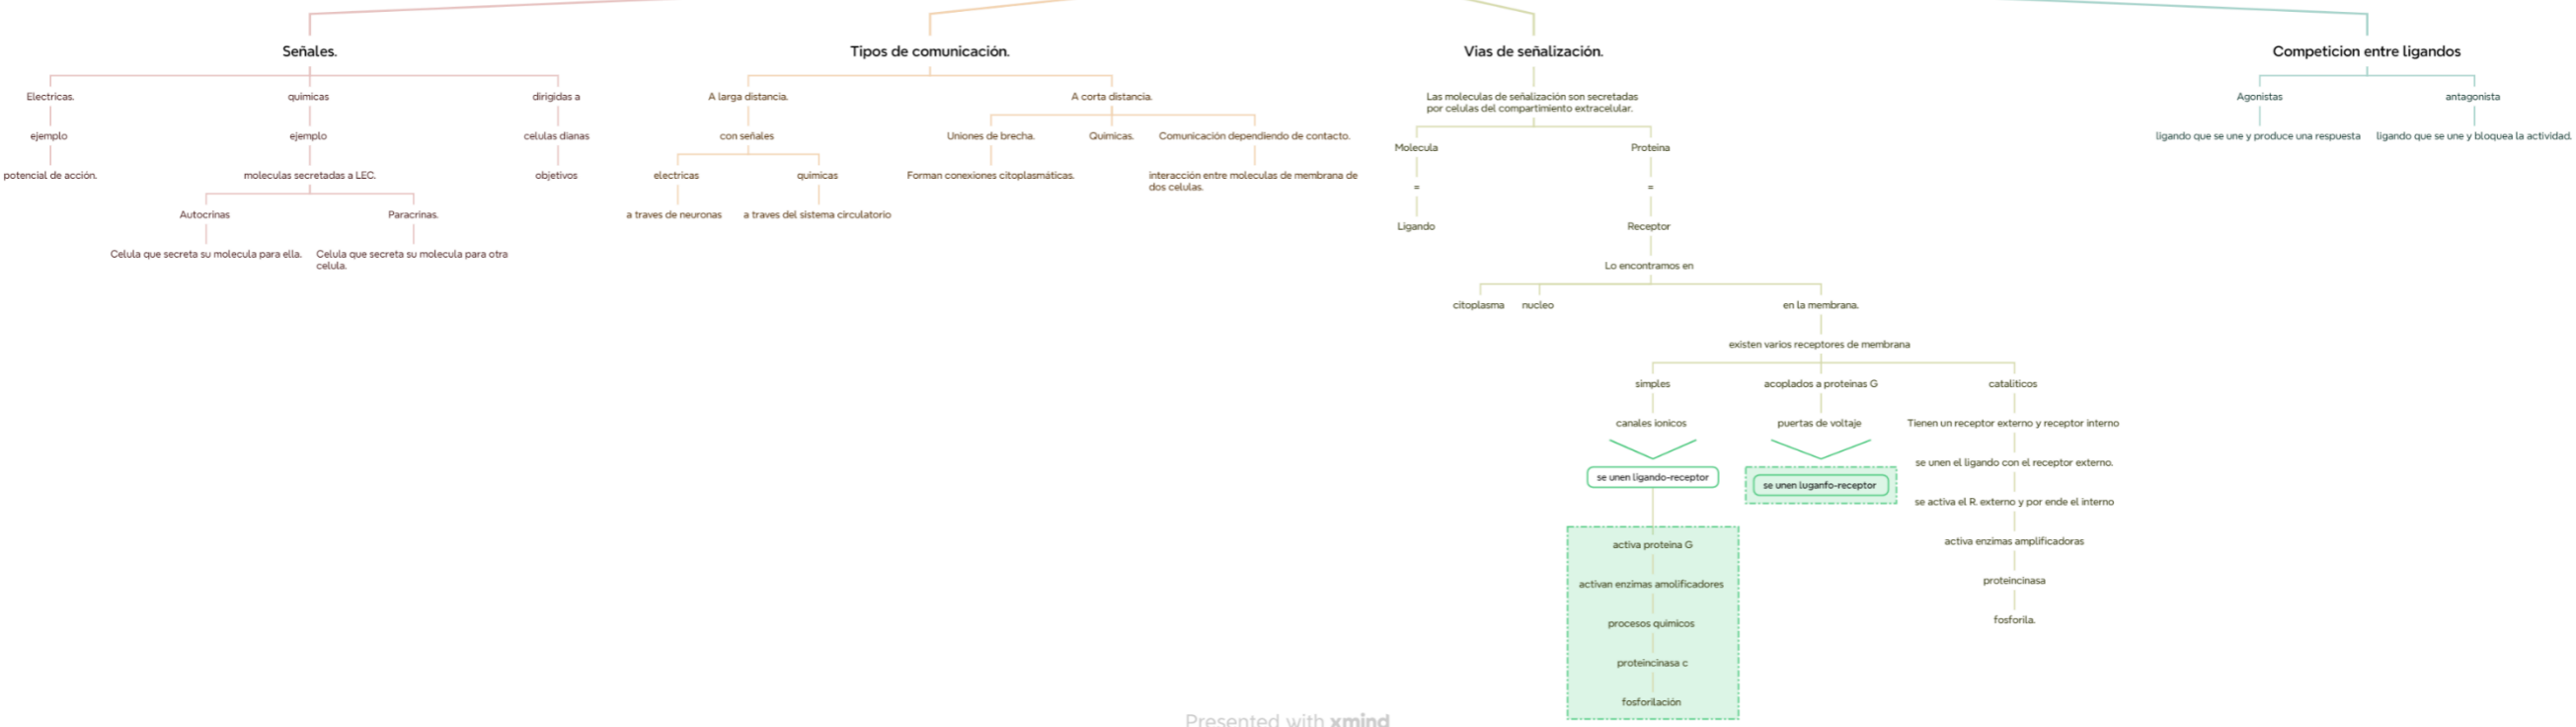 Señales.
Electricas.
ejemplo
potencial de acción.
quimicas
ejemplo
moleculas secretadas a LEC.
Autocrinas
Celula que secreta su molecula para ella.
Paracrinas.
Celula que secreta su molecula para otra
celula.
dirigidas a
celulas dianas
objetivos
Tipos de comunicación.
A larga distancia.
con señales
electricas
a traves de neuronas
quimicas
a traves del sistema circulatorio
A corta distancia.
Uniones de brecha.
Forman conexiones citoplasmáticas.
Quimicas.
Comunicación dependiendo de contacto.
interacción entre moleculas de membrana de
dos celulas.
Vias de señalización.
Las moleculas de señalización son secretadas
por celulas del compartimiento extracelular.
Molecula
=
Ligando
Proteina
=
Receptor
Lo encontramos en
citoplasma
nucleo
en la membrana.
existen varios receptores de membrana
simples
canales ionicos
se unen ligando-receptor
activa proteina G
activan enzimas amolificadores
procesos quimicos
proteincinasa c
fosforilación
acoplados a proteinas G
puertas de voltaje
se unen luganfo-receptor
cataliticos
Tienen un receptor externo y receptor interno
se unen el ligando con el receptor externo.
se activa el R. externo y por ende el interno
activa enzimas amplificadoras
proteincinasa
fosforila.
Competicion entre ligandos
Agonistas
ligando que se une y produce una respuesta
antagonista
ligando que se une y bloquea la actividad.
Presented with xmind